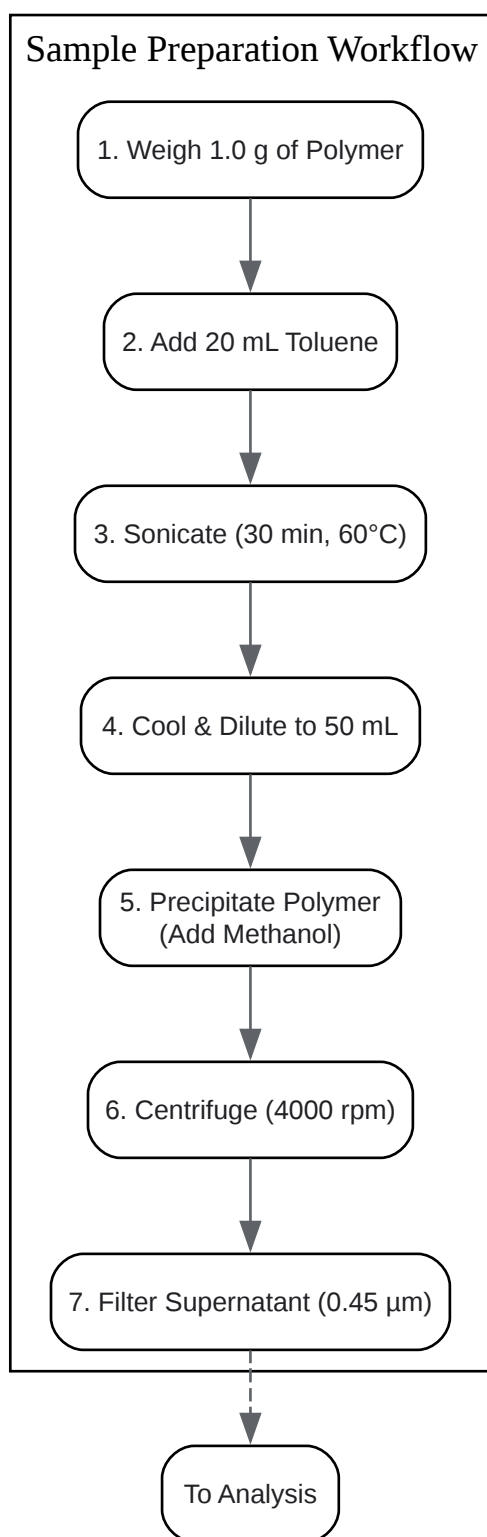 Sample Preparation Workflow
1. Weigh 1.0 g of Polymer
2. Add 20 mL Toluene
3. Sonicate (30 min, 60°C)
4. Cool & Dilute to 50 mL
5. Precipitate Polymer
(Add Methanol)
6. Centrifuge (4000 rpm)
7. Filter Supernatant (0.45 µm)
To Analysis